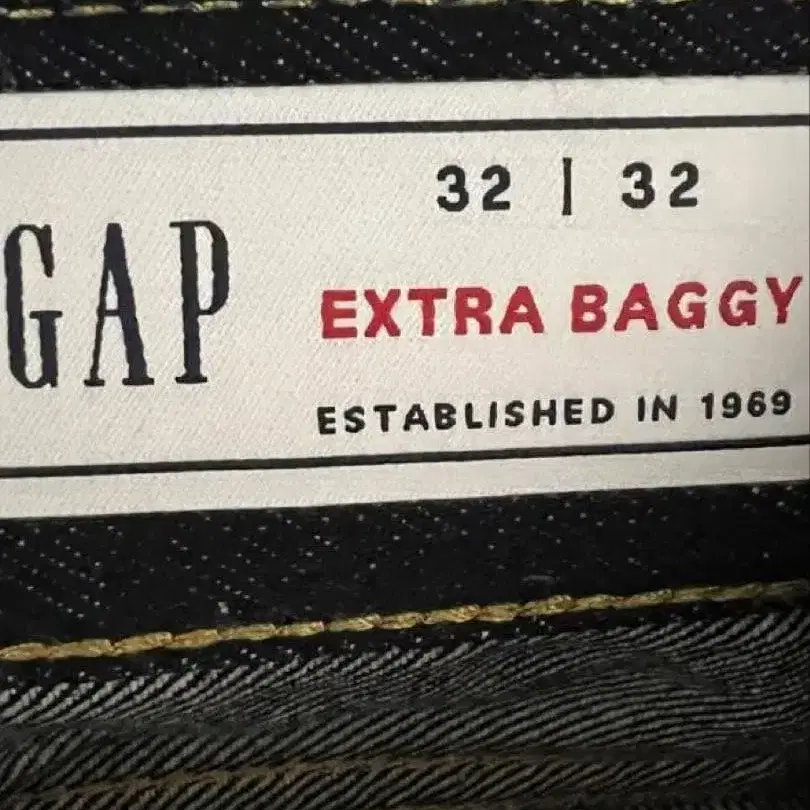 GAP
32 | 32
EXTRA BAGGY
ESTABLISHED IN 1969